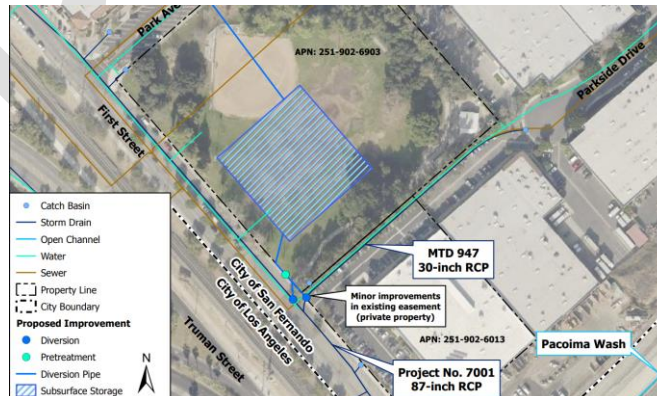 Park Ave
APN: 251-902-6903
Parkside Drive
First Street
Catch Basin
Storm Drain
Open Channel
Water
Sewer
Property Line
City Boundary
Proposed Improvement
Diversion
Pretreatment
Diversion Pipe
Subsurface Storage
N
City of San Fernando
City of Los Angeles
Truman Street
MTD 947
30-inch RCP
Minor improvements
in existing easement
(private property)
APN: 251-902-6013
Pacoima Wash
Project No. 7001
87-inch RCP